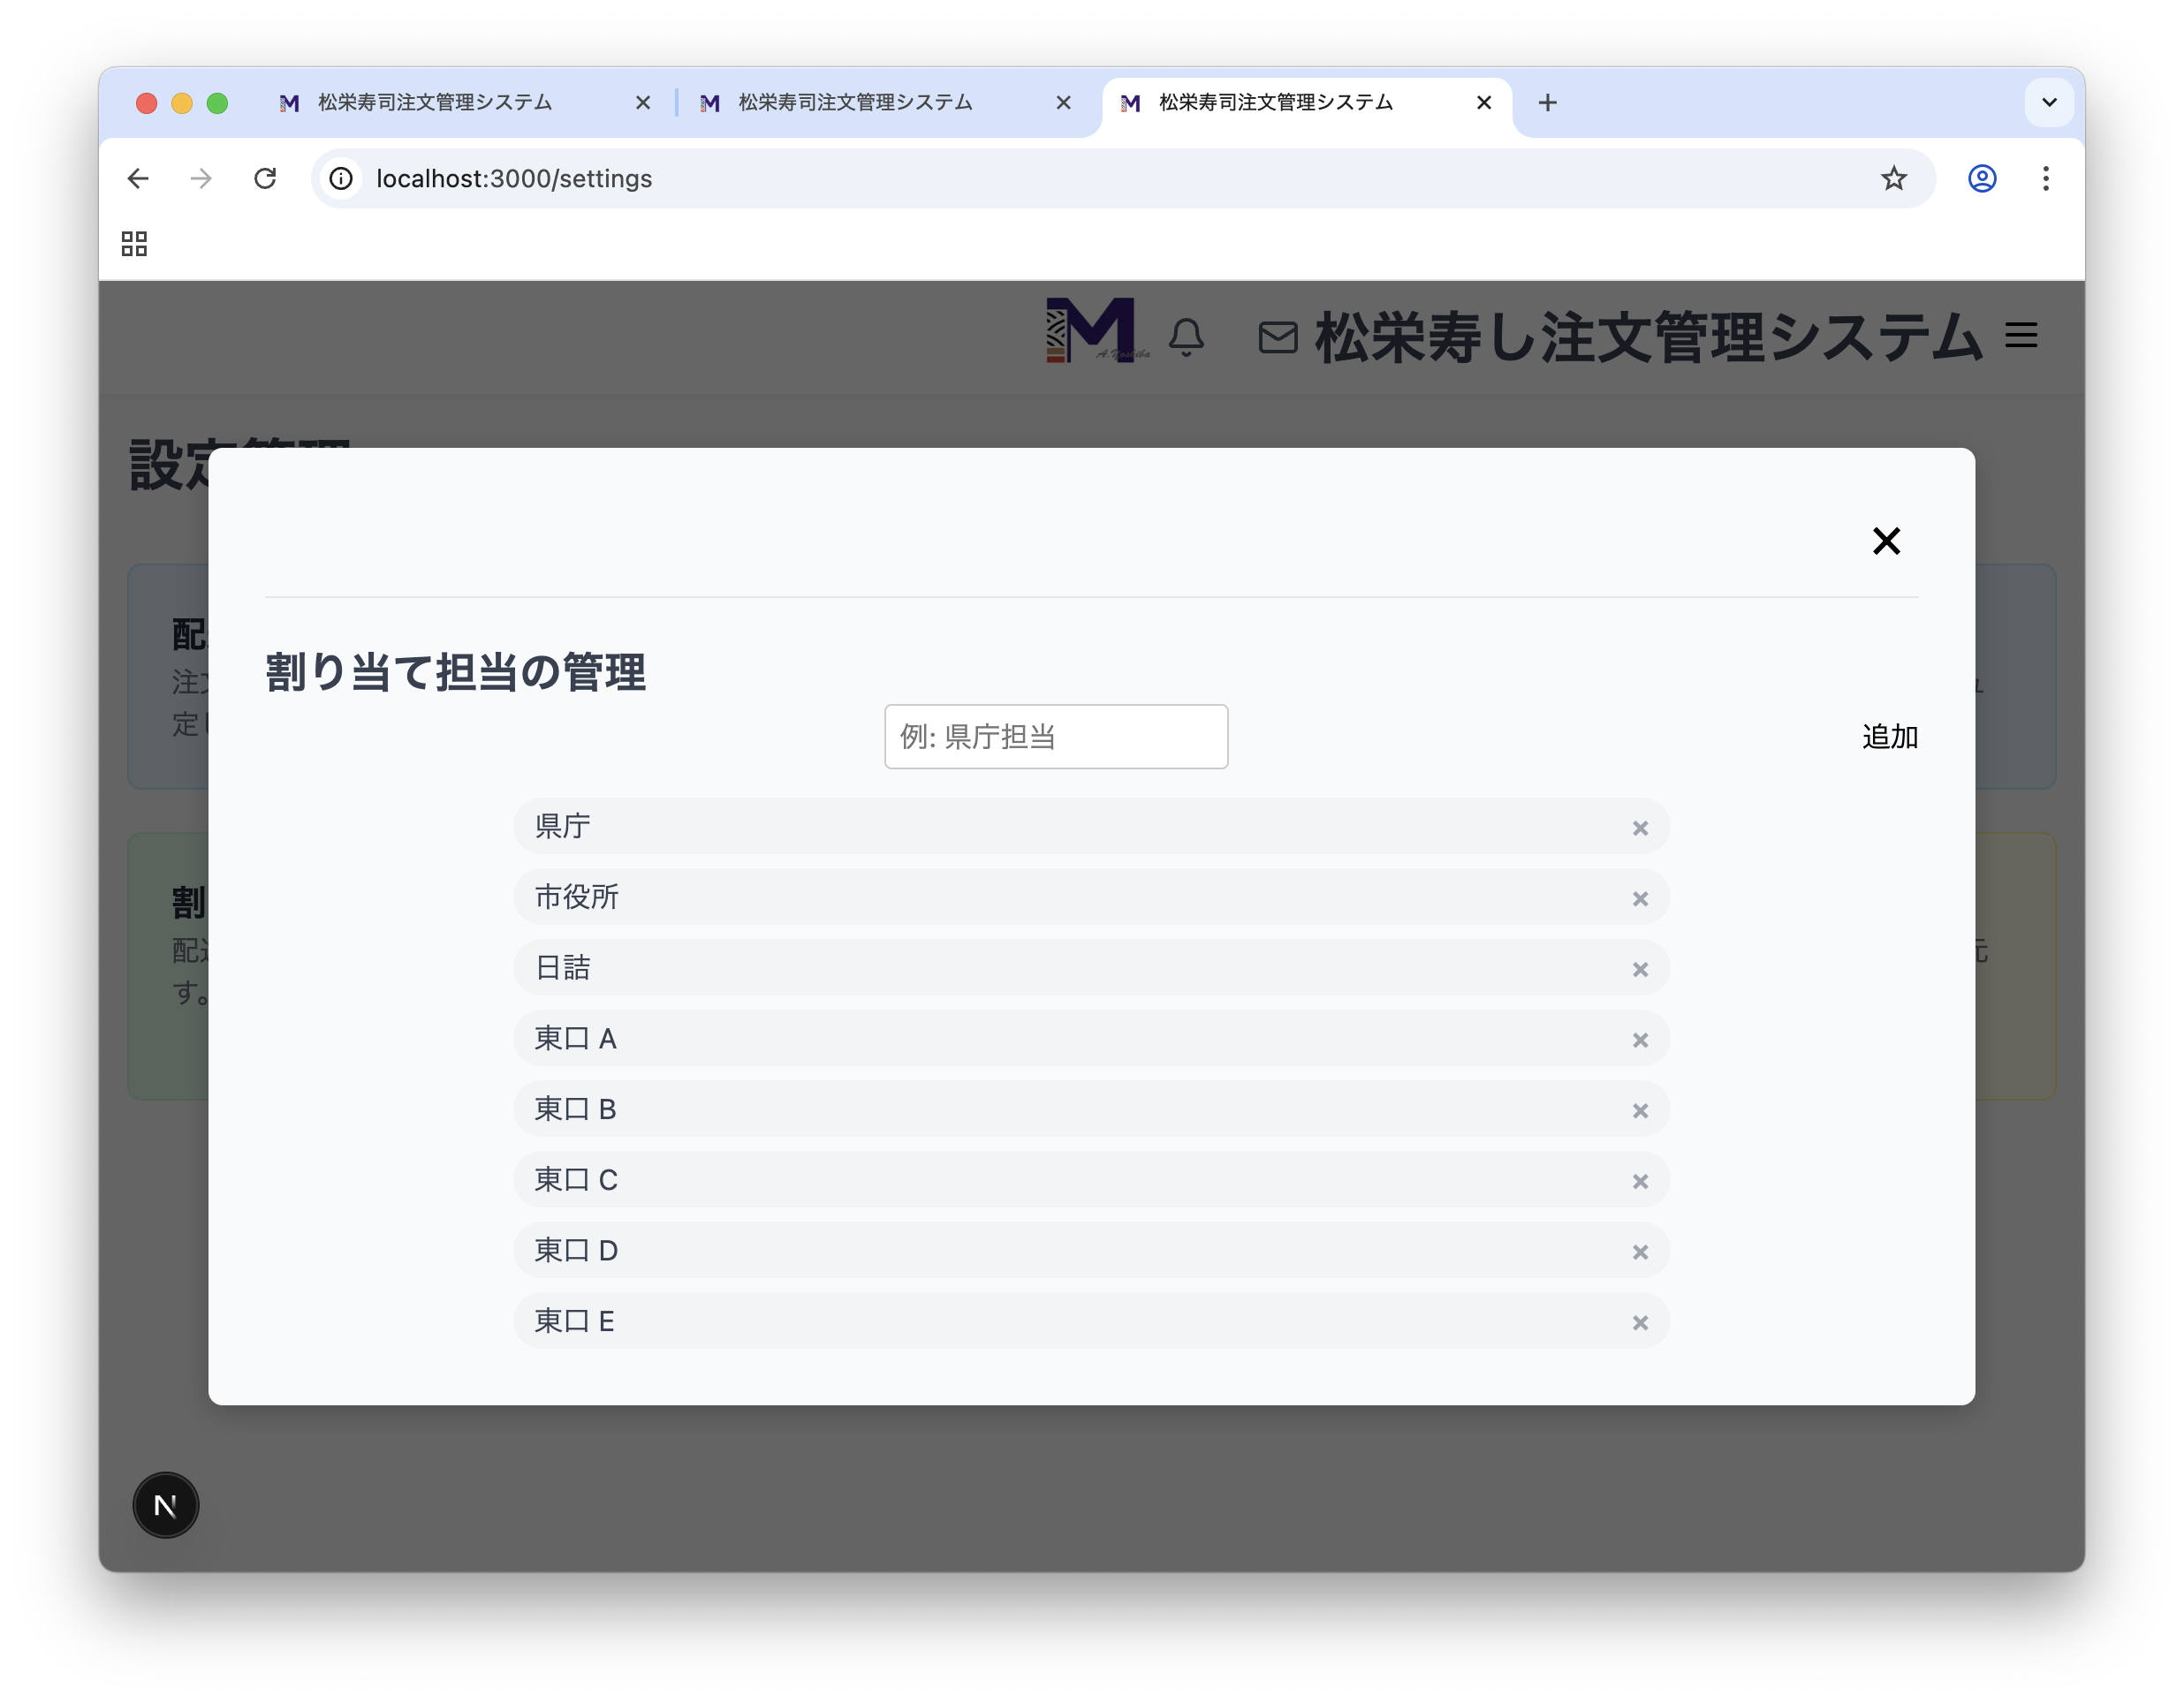 松栄寿司注文管理システム
松栄寿司注文管理システム
松栄寿司注文管理システム
localhost:3000/settings
M
A.Yoshiba
松栄寿し注文管理システム
設定管理
割り当て担当の管理
例: 県庁担当
追加
県庁
市役所
日詰
東口 A
東口 B
東口 C
東口 D
東口 E
配
注文
定
割
配
す。
元
N